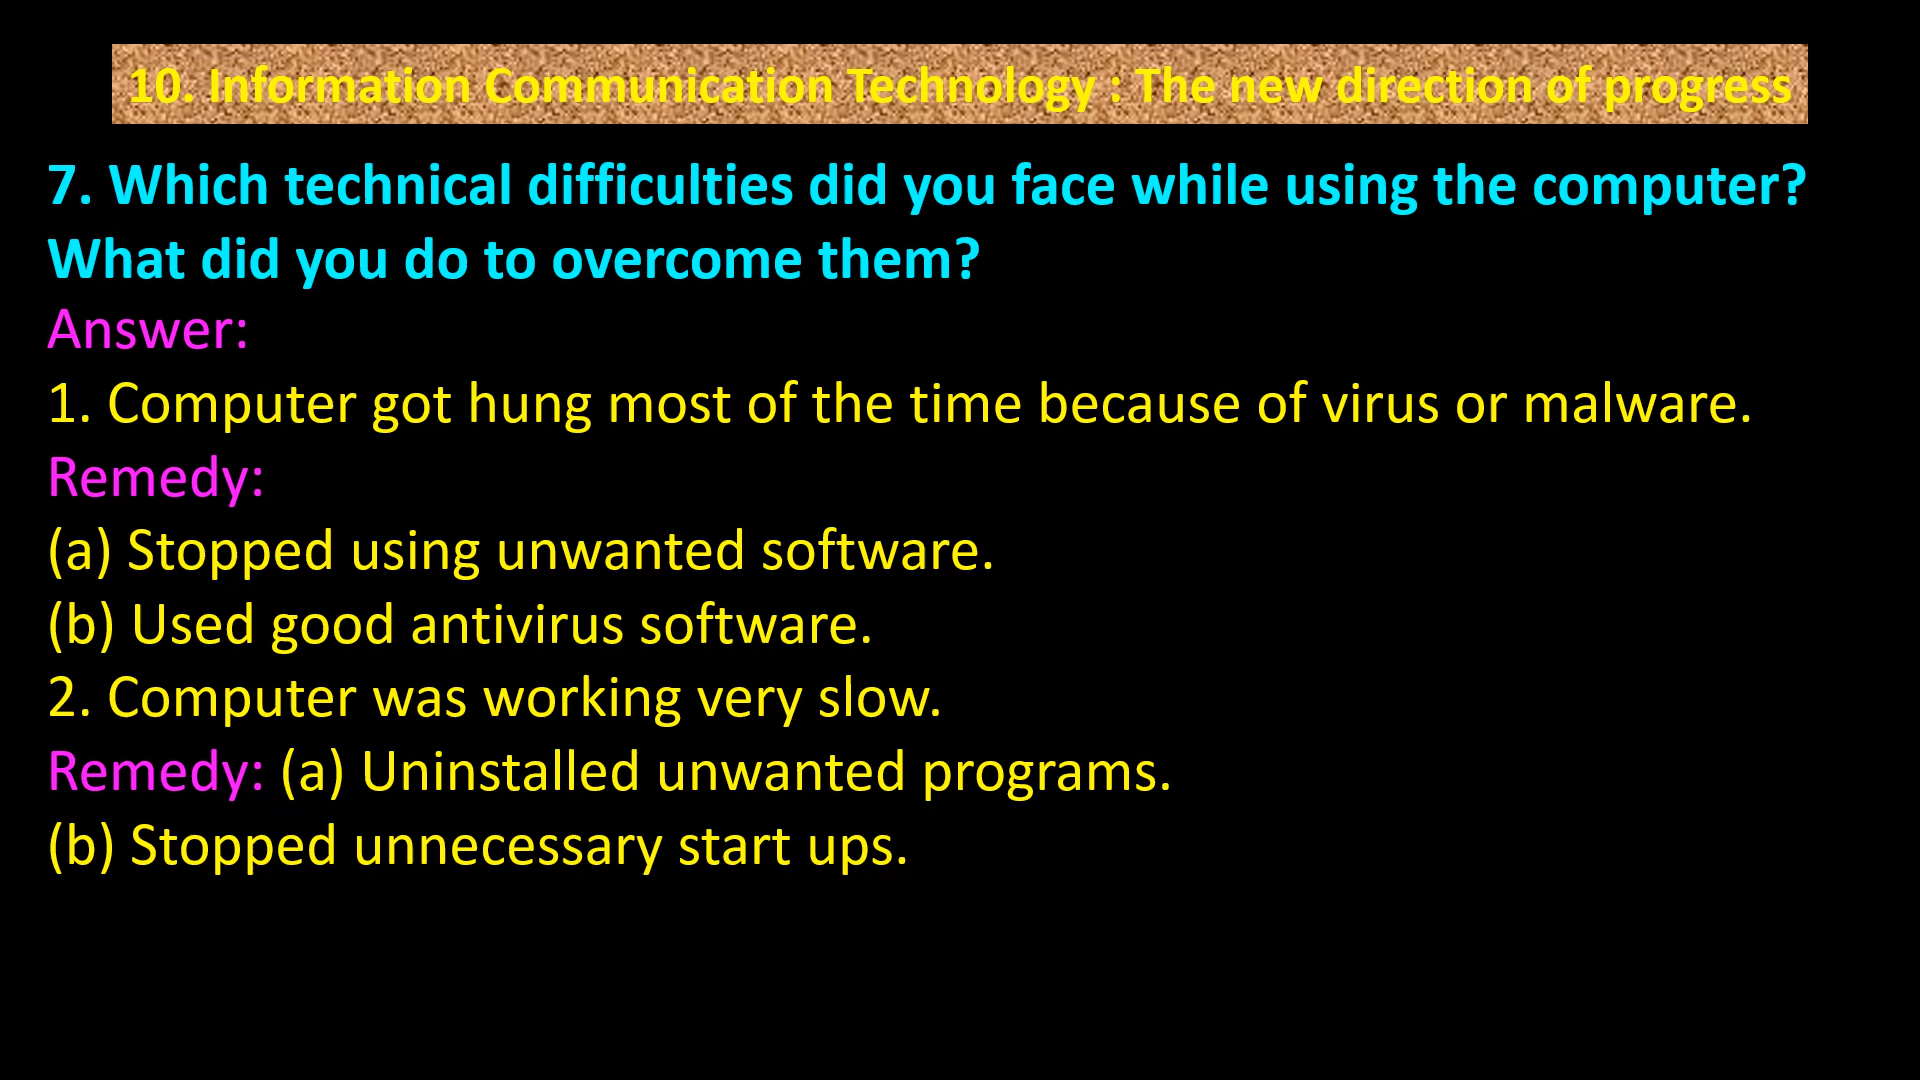 10. Information Communication Technology : The new direction of progress
7. Which technical difficulties did you face while using the computer?
What did you do to overcome them?
Answer:
1. Computer got hung most of the time because of virus or malware.
Remedy:
(a) Stopped using unwanted software.
(b) Used good antivirus software.
2. Computer was working very slow.
Remedy: (a) Uninstalled unwanted programs.
(b) Stopped unnecessary start ups.